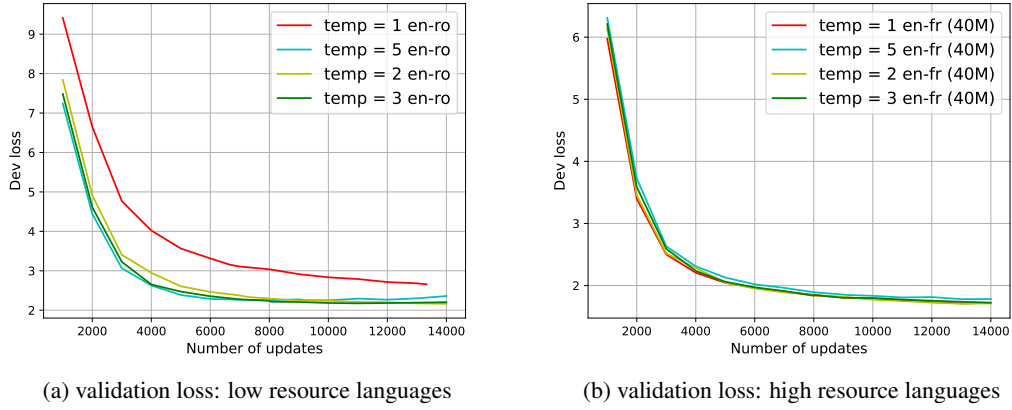 temp = 1 en-ro
temp = 5 en-ro
temp = 2 en-ro
temp = 3 en-ro
9
8
7
6
5
4
3
2
Dev loss
2000 4000 6000 8000 10000 12000 14000
Number of updates
(a) validation loss: low resource languages
temp = 1 en-fr (40M)
temp = 5 en-fr (40M)
temp = 2 en-fr (40M)
temp = 3 en-fr (40M)
6
5
4
3
2
Dev loss
2000 4000 6000 8000 10000 12000 14000
Number of updates
(b) validation loss: high resource languages